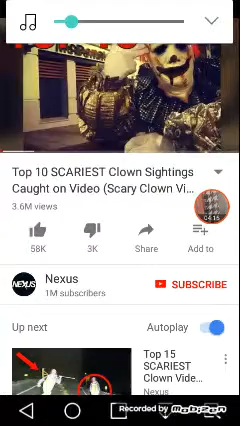 Top 10 SCARIEST Clown Sightings
Caught on Video (Scary Clown Vi...
3.6M views
04:15
58K
3K
Share
Add to
NEXUS
Nexus
1M subscribers
SUBSCRIBE
Up next
Autoplay
Top 15
SCARIEST
Clown Vide...
Nexus
Recorded by mobizen